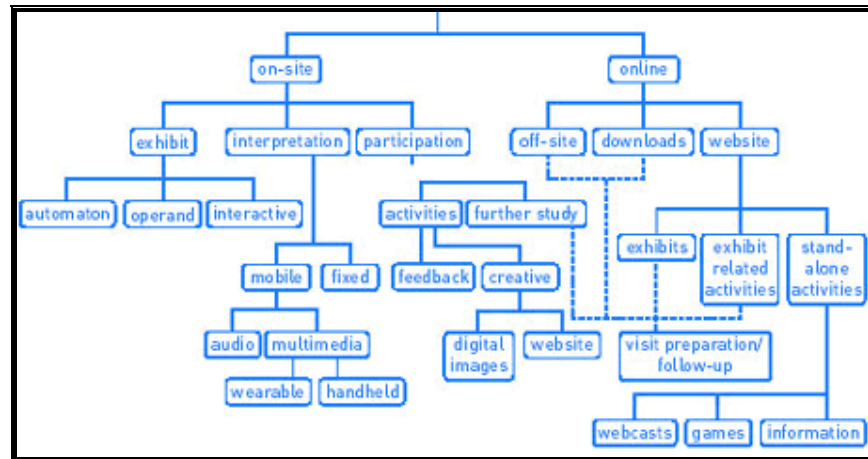 on-site
online
exhibit
interpretation
participation
off-site
downloads
website
automaton
operand
interactive
activities
further study
exhibits
exhibit
related
activities
stand-
alone
activities
mobile
fixed
feedback
creative
audio
multimedia
digital
images
website
visit preparation/
follow-up
wearable
handheld
webcasts
games
information